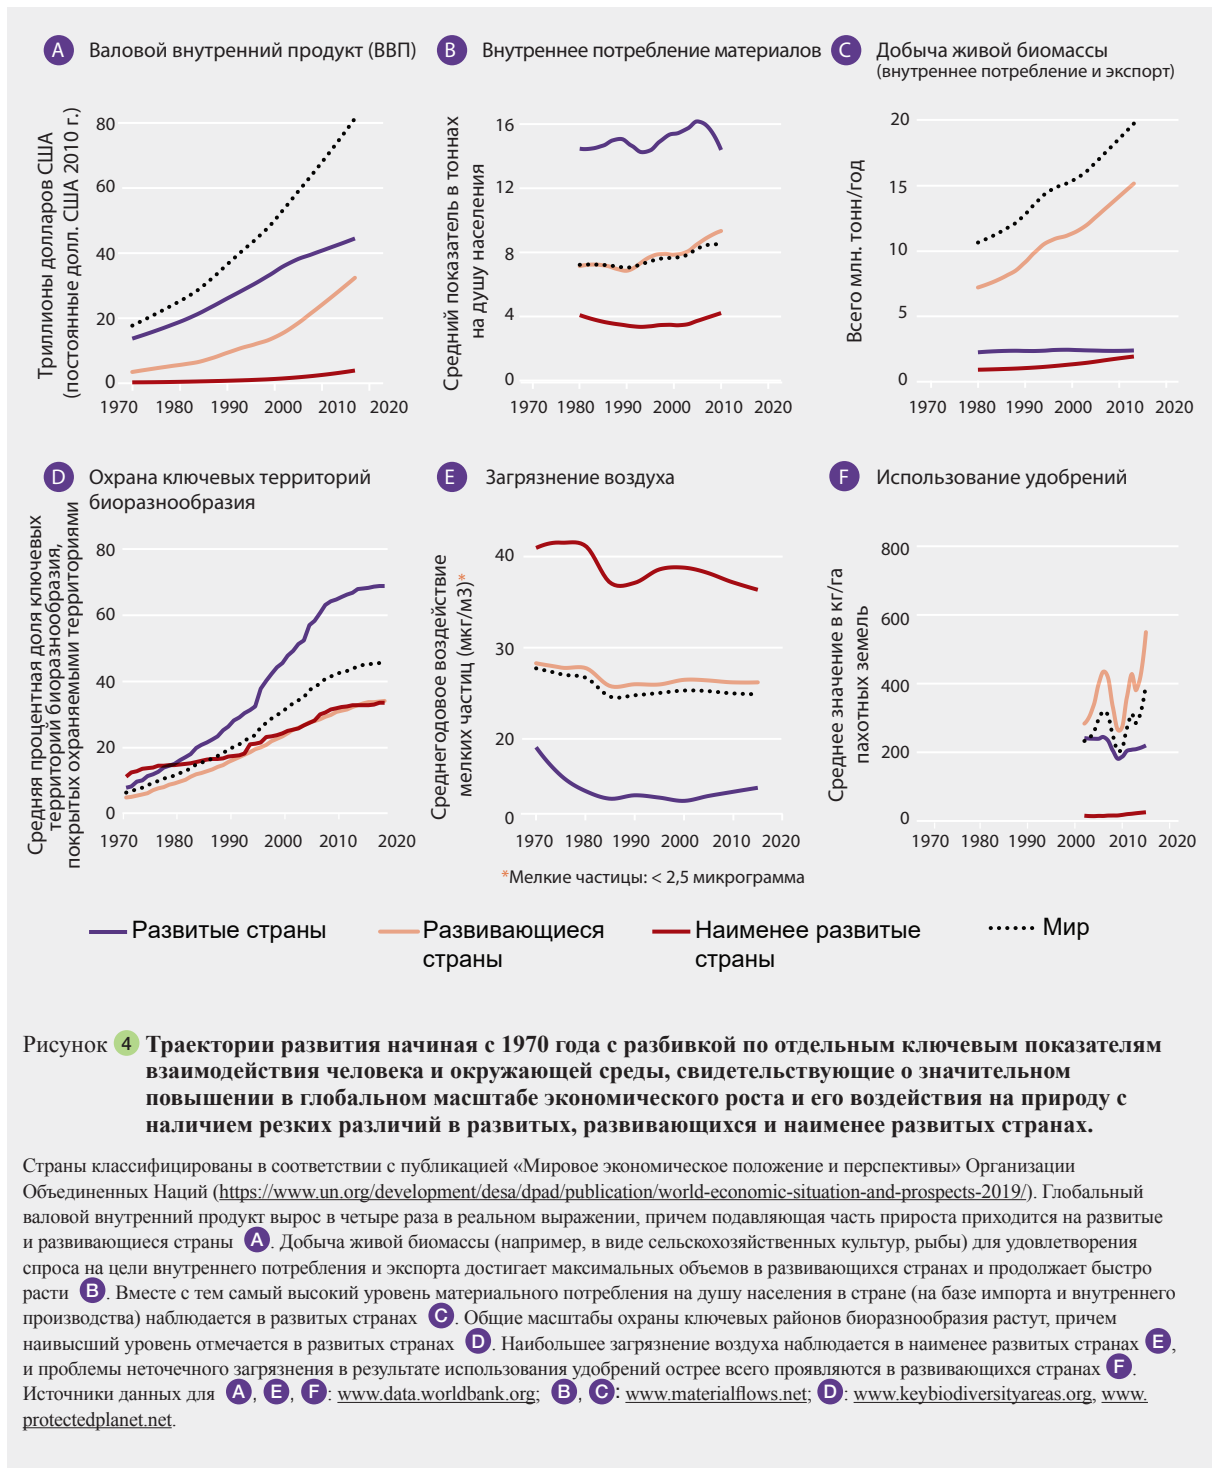 A Валовой внутренний продукт (ВВП)
Триллионы долларов США
(постоянные долл. США 2010 г.)
80
60
40
20
0
1970 1980 1990 2000 2010 2020
B Внутреннее потребление материалов
Средний показатель в тоннах
на душу населения
16
12
8
4
0
1970 1980 1990 2000 2010 2020
C Добыча живой биомассы
(внутреннее потребление и экспорт)
Всего млн. тонн/год
20
15
10
5
0
1970 1980 1990 2000 2010 2020
D Охрана ключевых территорий
биоразнообразия
Средняя процентная доля ключевых
территорий биоразнообразия,
покрытых охраняемыми территориями
80
60
40
20
0
1970 1980 1990 2000 2010 2020
E Загрязнение воздуха
Среднегодовое воздействие
мелких частиц (мкг/м3)*
40
30
20
0
1970 1980 1990 2000 2010 2020
*Мелкие частицы: < 2,5 микрограмма
F Использование удобрений
Среднее значение в кг/га
пахотных земель
800
600
400
200
0
1970 1980 1990 2000 2010 2020
Развитые страны
Развивающиеся
страны
Наименее развитые
страны
Мир
Рисунок 4 Траектории развития начиная с 1970 года с разбивкой по отдельным ключевым показателям
взаимодействия человека и окружающей среды, свидетельствующие о значительном
повышении в глобальном масштабе экономического роста и его воздействия на природу с
наличием резких различий в развитых, развивающихся и наименее развитых странах.
Страны классифицированы в соответствии с публикацией «Мировое экономическое положение и перспективы» Организации
Объединенных Наций (https://www.un.org/development/desa/dpad/publication/world-economic-situation-and-prospects-2019/). Глобальный
валовой внутренний продукт вырос в четыре раза в реальном выражении, причем подавляющая часть прироста приходится на развитые
и развивающиеся страны A. Добыча живой биомассы (например, в виде сельскохозяйственных культур, рыбы) для удовлетворения
спроса на цели внутреннего потребления и экспорта достигает максимальных объемов в развивающихся странах и продолжает быстро
расти B. Вместе с тем самый высокий уровень материального потребления на душу населения в стране (на базе импорта и внутреннего
производства) наблюдается в развитых странах C. Общие масштабы охраны ключевых районов биоразнообразия растут, причем
наивысший уровень отмечается в развитых странах D. Наибольшее загрязнение воздуха наблюдается в наименее развитых странах E,
и проблемы неточечного загрязнения в результате использования удобрений острее всего проявляются в развивающихся странах F.
Источники данных для A, E, F: www.data.worldbank.org; B, C: www.materialflows.net; D: www.keybiodiversityareas.org, www.
protectedplanet.net.